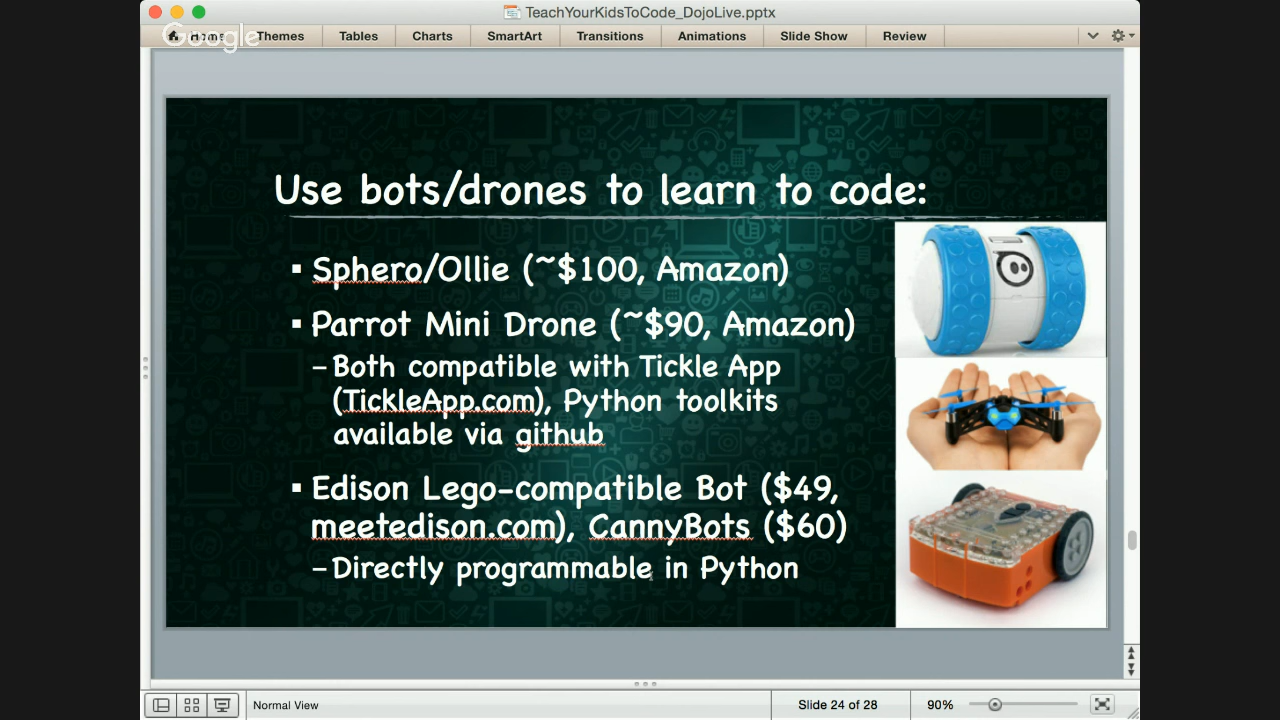 TeachYourKidsToCode_DojoLive.pptx
Google
Home Themes Tables Charts SmartArt Transitions Animations Slide Show Review
Use bots/drones to learn to code:
▪ Sphero/Ollie (~$100, Amazon)
▪ Parrot Mini Drone (~$90, Amazon)
– Both compatible with Tickle App
(TickleApp.com), Python toolkits
available via github
▪ Edison Lego-compatible Bot ($49,
meetedison.com), CannyBots ($60)
– Directly programmable in Python
Normal View
Slide 24 of 28
90%